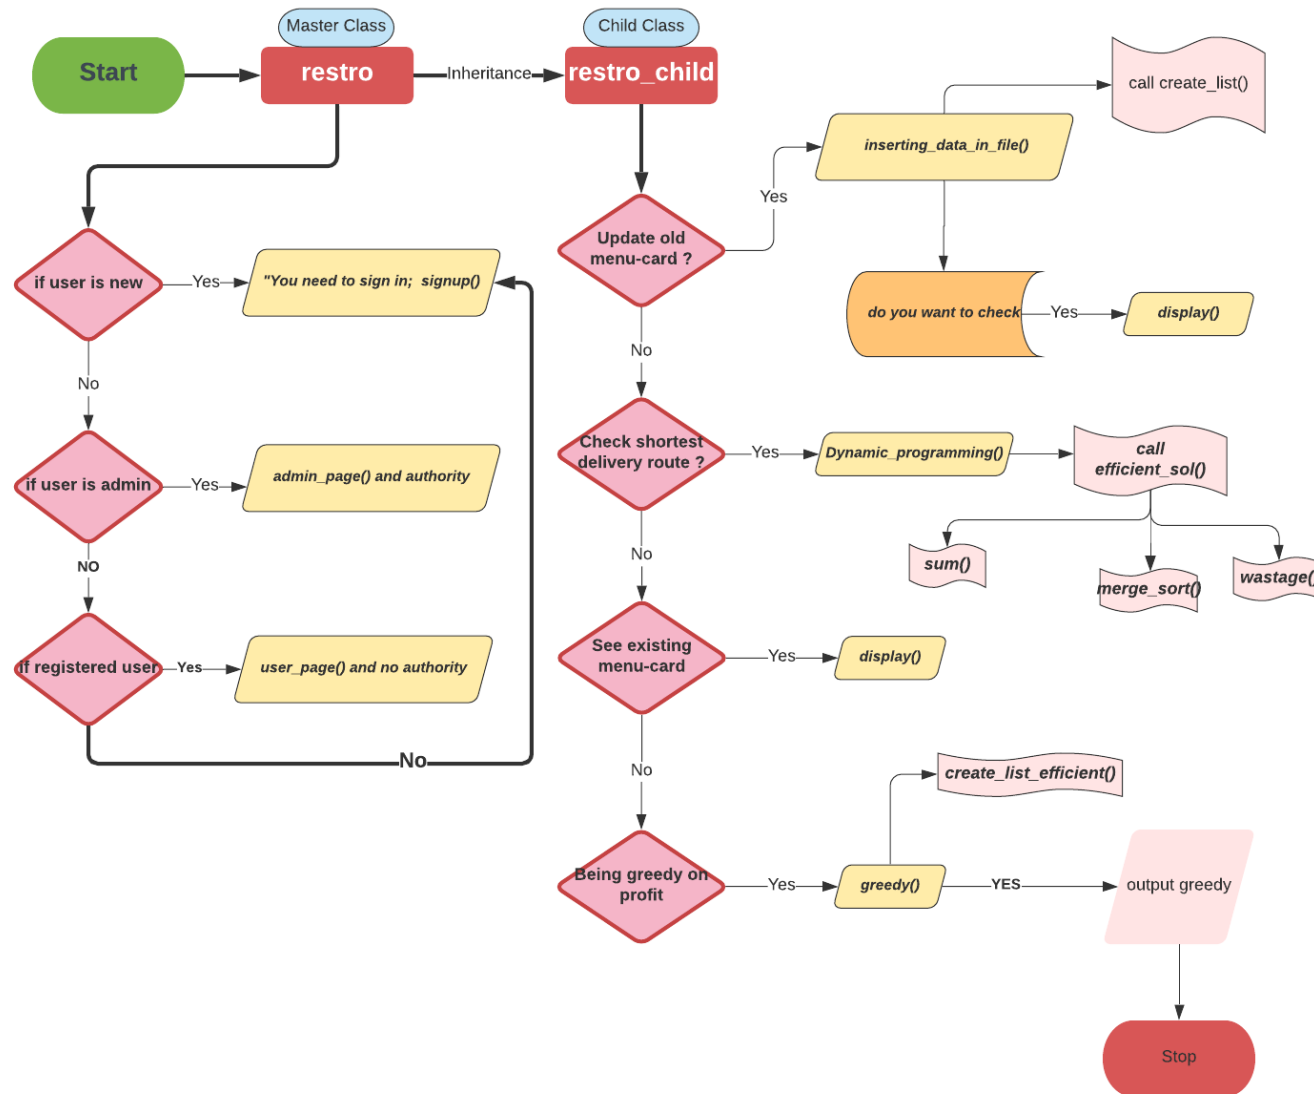 Master Class
Child Class
Start
restro
Inheritance
restro_child
call create_list()
inserting_data_in_file()
Yes
Update old
menu-card ?
if user is new
Yes
"You need to sign in;  signup()
do you want to check
Yes
display()
No
No
Check shortest
delivery route ?
Yes
Dynamic_programming()
call
efficient_sol()
if user is admin
Yes
admin_page() and authority
NO
No
sum()
merge_sort()
wastage()
if registered user
Yes
user_page() and no authority
See existing
menu-card
Yes
display()
No
No
create_list_efficient()
Being greedy on
profit
Yes
greedy()
YES
output greedy
Stop